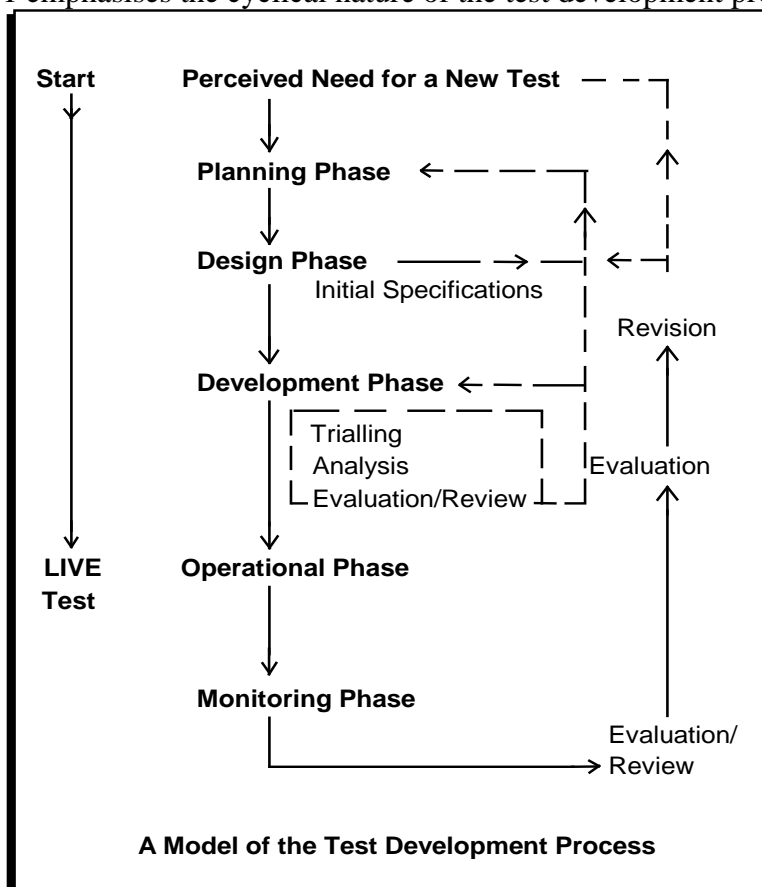 1 emphasises the cyclical nature of the test development
Start
Perceived Need for a New Test
Planning Phase
Design Phase
Initial Specifications
Revision
Development Phase
Trialling
Analysis
Evaluation/Review
Evaluation
LIVE
Test
Operational Phase
Monitoring Phase
Evaluation/
Review
A Model of the Test Development Process